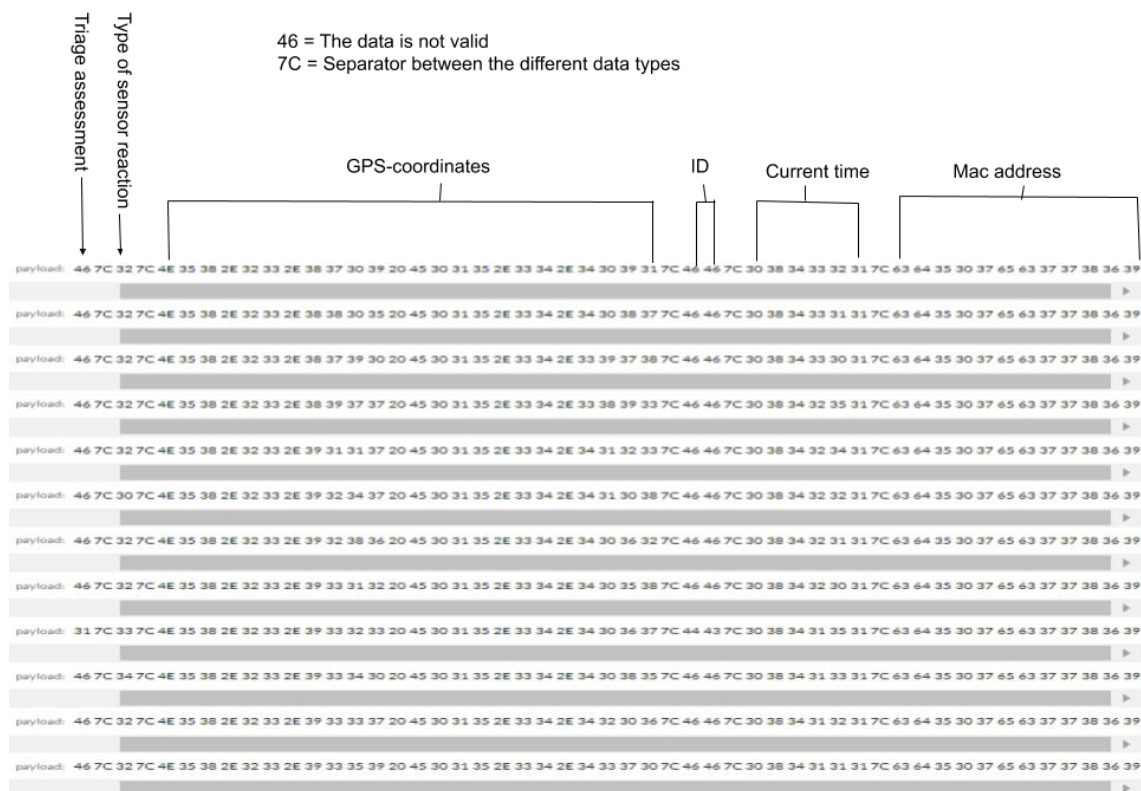 Triage assessment
Type of sensor reaction
46 = The data is not valid
7C = Separator between the different data types
GPS-coordinates
ID
Current time
Mac address
payload: 46 7C 32 7C 4E 35 38 2E 32 33 2E 38 37 30 39 20 45 30 31 35 2E 33 34 2E 34 30 39 31 7C 46 46 7C 30 38 34 33 32 31 7C 63 64 35 30 37 65 63 37 37 38 36 39
payload: 46 7C 32 7C 4E 35 38 2E 32 33 2E 38 38 30 35 20 45 30 31 35 2E 33 34 2E 34 30 38 37 7C 46 46 7C 30 38 34 33 31 31 7C 63 64 35 30 37 65 63 37 37 38 36 39
payload: 46 7C 32 7C 4E 35 38 2E 32 33 2E 38 37 39 30 20 45 30 31 35 2E 33 34 2E 33 39 37 38 7C 46 46 7C 30 38 34 33 30 31 7C 63 64 35 30 37 65 63 37 37 38 36 39
payload: 46 7C 32 7C 4E 35 38 2E 32 33 2E 38 39 37 37 20 45 30 31 35 2E 33 34 2E 33 38 39 33 7C 46 46 7C 30 38 34 32 35 31 7C 63 64 35 30 37 65 63 37 37 38 36 39
payload: 46 7C 32 7C 4E 35 38 2E 32 33 2E 39 31 31 37 20 45 30 31 35 2E 33 34 2E 34 31 32 33 7C 46 46 7C 30 38 34 32 34 31 7C 63 64 35 30 37 65 63 37 37 38 36 39
payload: 46 7C 30 7C 4E 35 38 2E 32 33 2E 39 32 34 37 20 45 30 31 35 2E 33 34 2E 34 31 30 38 7C 46 46 7C 30 38 34 32 32 31 7C 63 64 35 30 37 65 63 37 37 38 36 39
payload: 46 7C 32 7C 4E 35 38 2E 32 33 2E 39 32 38 36 20 45 30 31 35 2E 33 34 2E 34 30 36 32 7C 46 46 7C 30 38 34 32 31 31 7C 63 64 35 30 37 65 63 37 37 38 36 39
payload: 46 7C 32 7C 4E 35 38 2E 32 33 2E 39 33 31 32 20 45 30 31 35 2E 33 34 2E 34 30 35 38 7C 46 46 7C 30 38 34 32 30 31 7C 63 64 35 30 37 65 63 37 37 38 36 39
payload: 31 7C 33 7C 4E 35 38 2E 32 33 2E 39 33 32 33 20 45 30 31 35 2E 33 34 2E 34 30 36 37 7C 44 43 7C 30 38 34 31 35 31 7C 63 64 35 30 37 65 63 37 37 38 36 39
payload: 46 7C 34 7C 4E 35 38 2E 32 33 2E 39 33 34 30 20 45 30 31 35 2E 33 34 2E 34 30 38 35 7C 46 46 7C 30 38 34 31 33 31 7C 63 64 35 30 37 65 63 37 37 38 36 39
payload: 46 7C 32 7C 4E 35 38 2E 32 33 2E 39 33 33 37 20 45 30 31 35 2E 33 34 2E 34 32 30 36 7C 46 46 7C 30 38 34 31 32 31 7C 63 64 35 30 37 65 63 37 37 38 36 39
payload: 46 7C 32 7C 4E 35 38 2E 32 33 2E 39 33 35 39 20 45 30 31 35 2E 33 34 2E 34 33 37 30 7C 46 46 7C 30 38 34 31 31 31 7C 63 64 35 30 37 65 63 37 37 38 36 39